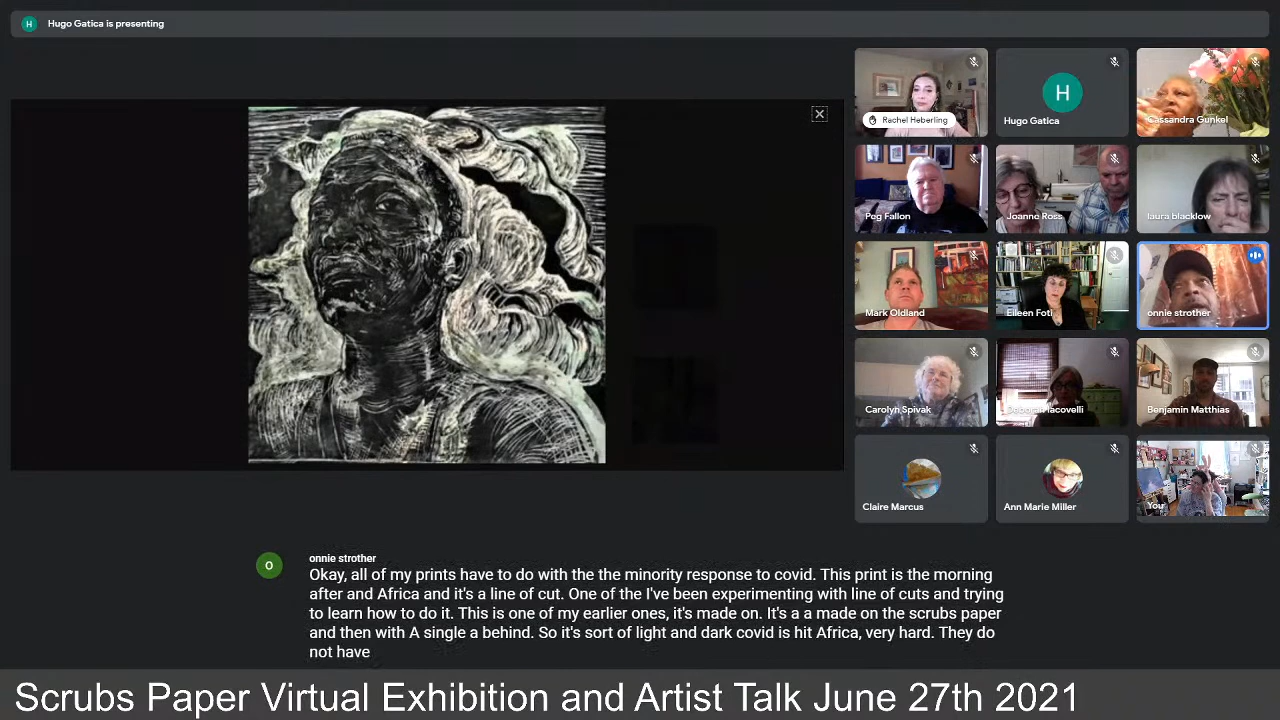 H Hugo Gatica is presenting
Rachel Heberling
H
Hugo Gatica
Cassandra Gunkel
Peg Fallon
Joanne Ross
laura blacklow
Mark Oldland
Eileen Foti
onnie strother
Carolyn Spivak
Deborah Iacovelli
Benjamin Matthias
Claire Marcus
Ann Marie Miller
You
O
onnie strother
Okay, all of my prints have to do with the the minority response to covid. This print is the morning
after and Africa and it's a line of cut. One of the I've been experimenting with line of cuts and trying
to learn how to do it. This is one of my earlier ones, it's made on. It's a a made on the scrubs paper
and then with A single a behind. So it's sort of light and dark covid is hit Africa, very hard. They do
not have
Scrubs Paper Virtual Exhibition and Artist Talk June 27th 2021